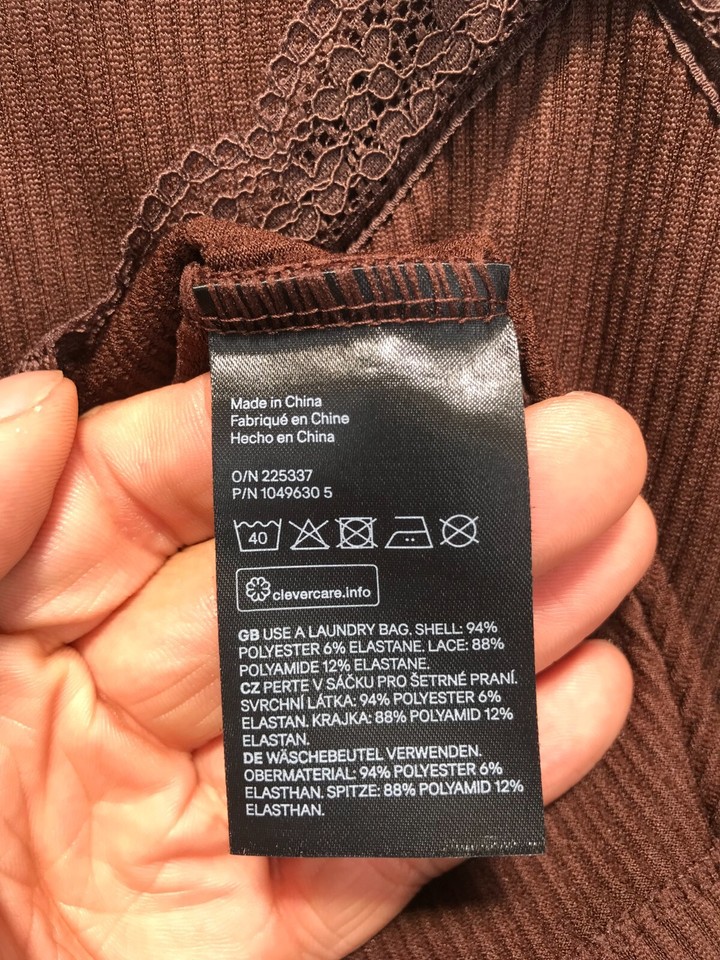 Made in China
Fabriqué en Chine
Hecho en China
O/N 225337
P/N 1049630 5
40
clevercare.info
GB USE A LAUNDRY BAG. SHELL: 94%
POLYESTER 6% ELASTANE. LACE: 88%
POLYAMIDE 12% ELASTANE.
CZ PERTE V SÁČKU PRO ŠETRNÉ PRANÍ.
SVRCHNÍ LÁTKA: 94% POLYESTER 6%
ELASTAN. KRAJKA: 88% POLYAMID 12%
ELASTAN.
DE WÄSCHEBEUTEL VERWENDEN.
OBERMATERIAL: 94% POLYESTER 6%
ELASTHAN. SPITZE: 88% POLYAMID 12%
ELASTHAN.